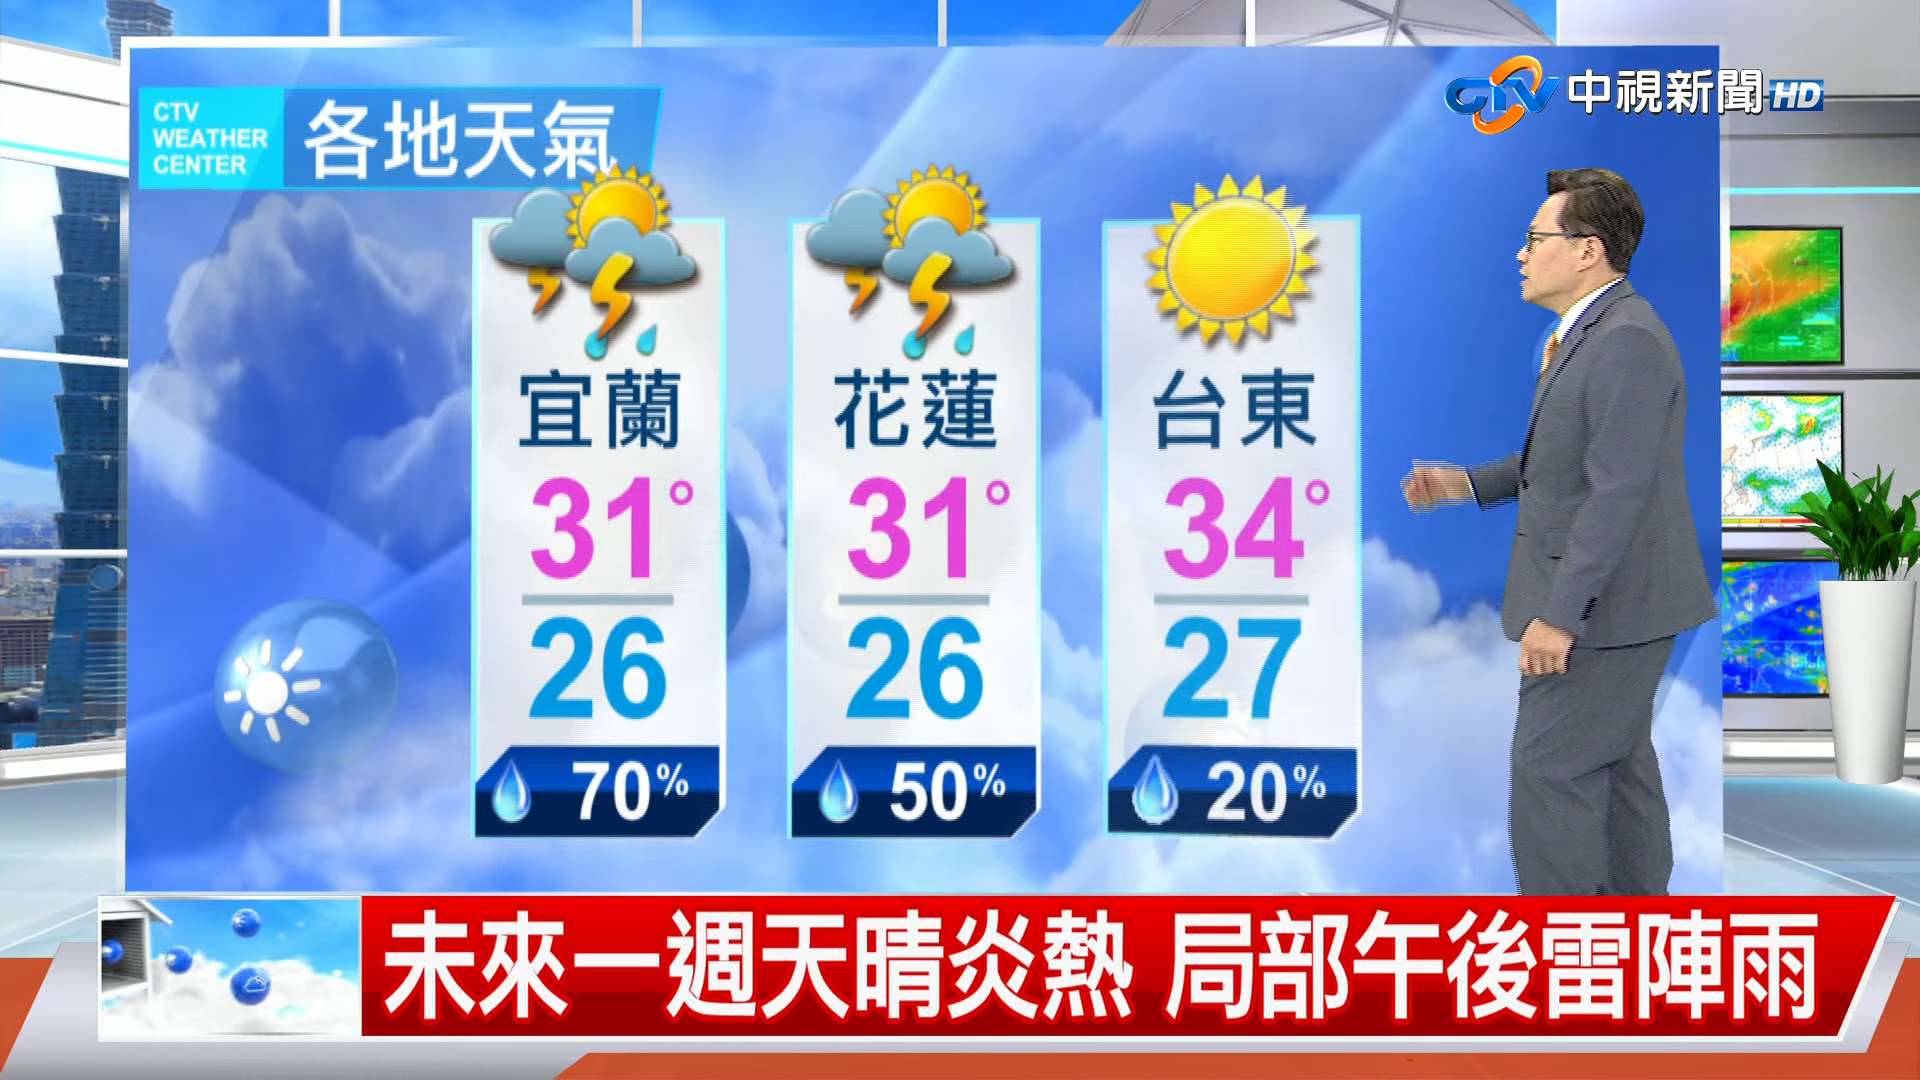 CTV
WEATHER
CENTER
各地天氣
CTV 中視新聞 HD
宜蘭
31°
26
70%
花蓮
31°
26
50%
台東
34°
27
20%
未來一週天晴炎熱 局部午後雷陣雨